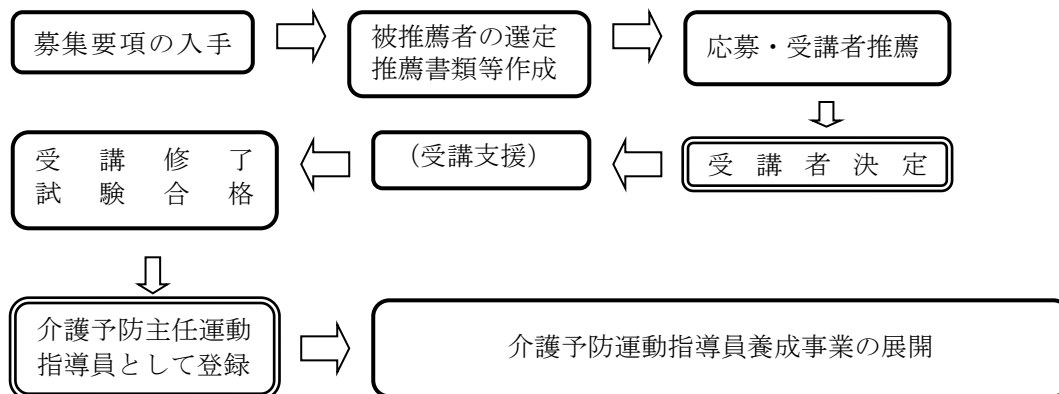 募集要項の入手
被推薦者の選定
推薦書類等作成
応募・受講者推薦
受講者決定
(受講支援)
受講修了
試験合格
介護予防主任運動
指導員として登録
介護予防運動指導員養成事業の展開